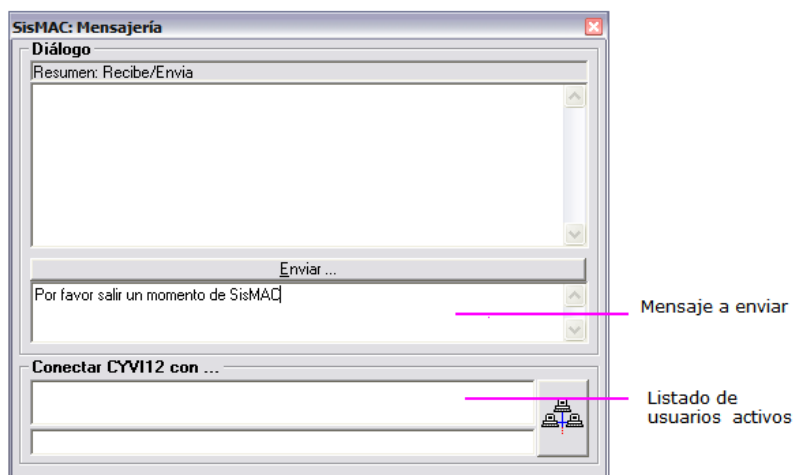 SisMAC: Mensajería
Diálogo
Resumen: Recibe/Envia
Enviar ...
Por favor salir un momento de SisMAC
Mensaje a enviar
Conectar CYVI12 con ...
Listado de
usuarios activos